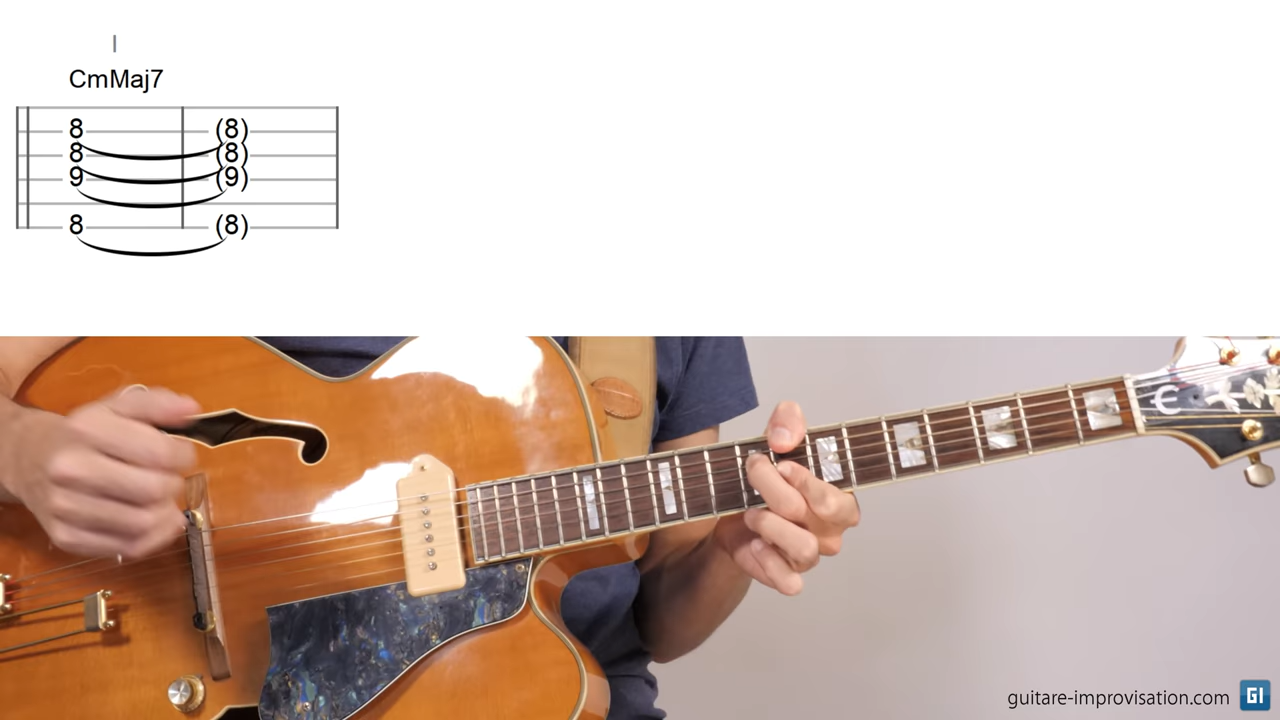 I
CmMaj7
8 (8)
8 (8)
9 (9)
8 (8)
guitare-improvisation.com GI